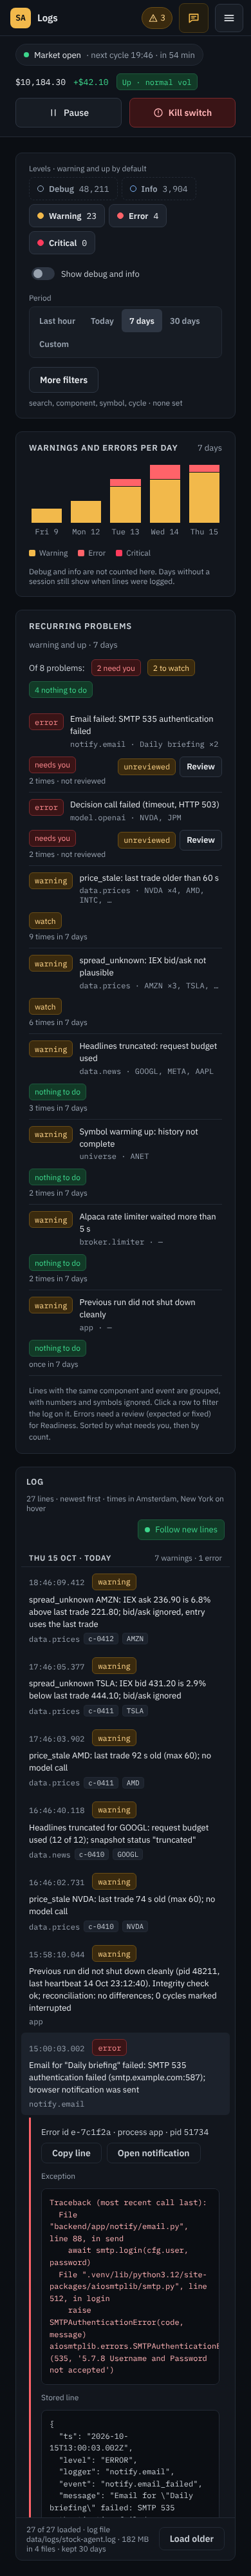 SA Logs 3
Market open · next cycle 19:46 · in 54 min
$10,184.30 +$42.10 Up · normal vol
Pause Kill switch
Levels · warning and up by default
Debug 48,211 Info 3,904
Warning 23 Error 4
Critical 0
Show debug and info
Period
Last hour Today 7 days 30 days
Custom
More filters
search, component, symbol, cycle · none set
WARNINGS AND ERRORS PER DAY 7 days
Fri 9 Mon 12 Tue 13 Wed 14 Thu 15
Warning Error Critical
Debug and info are not counted here. Days without a
session still show when lines were logged.
RECURRING PROBLEMS
warning and up · 7 days
Of 8 problems: 2 need you 2 to watch
4 nothing to do
error Email failed: SMTP 535 authentication
failed
notify.email · Daily briefing ×2
needs you unreviewed Review
2 times · not reviewed
error Decision call failed (timeout, HTTP 503)
model.openai · NVDA, JPM
needs you unreviewed Review
2 times · not reviewed
warning price_stale: last trade older than 60 s
data.prices · NVDA ×4, AMD,
INTC, …
watch
9 times in 7 days
warning spread_unknown: IEX bid/ask not
plausible
data.prices · AMZN ×3, TSLA, …
watch
6 times in 7 days
warning Headlines truncated: request budget
used
data.news · GOOGL, META, AAPL
nothing to do
3 times in 7 days
warning Symbol warming up: history not
complete
universe · ANET
nothing to do
2 times in 7 days
warning Alpaca rate limiter waited more than
5 s
broker.limiter · —
nothing to do
2 times in 7 days
warning Previous run did not shut down
cleanly
app · —
nothing to do
once in 7 days
Lines with the same component and event are grouped,
with numbers and symbols ignored. Click a row to filter
the log on it. Errors need a review (expected or fixed)
for Readiness. Sorted by what needs you, then by
count.
LOG
27 lines · newest first · times in Amsterdam, New York on
hover
Follow new lines
THU 15 OCT · TODAY 7 warnings · 1 error
18:46:09.412 warning
spread_unknown AMZN: IEX ask 236.90 is 6.8%
above last trade 221.80; bid/ask ignored, entry
uses the last trade
data.prices c-0412 AMZN
17:46:05.377 warning
spread_unknown TSLA: IEX bid 431.20 is 2.9%
below last trade 444.10; bid/ask ignored
data.prices c-0411 TSLA
17:46:03.902 warning
price_stale AMD: last trade 92 s old (max 60); no
model call
data.prices c-0411 AMD
16:46:40.118 warning
Headlines truncated for GOOGL: request budget
used (12 of 12); snapshot status "truncated"
data.news c-0410 GOOGL
16:46:02.731 warning
price_stale NVDA: last trade 74 s old (max 60); no
model call
data.prices c-0410 NVDA
15:58:10.044 warning
Previous run did not shut down cleanly (pid 48211,
last heartbeat 14 Oct 23:12:40). Integrity check
ok; reconciliation: no differences; 0 cycles marked
interrupted
app
15:00:03.002 error
Email for "Daily briefing" failed: SMTP 535
authentication failed (smtp.example.com:587);
browser notification was sent
notify.email
Error id e-7c1f2a · process app · pid 51734
Copy line Open notification
Exception
Traceback (most recent call last):
File
"backend/app/notify/email.py",
line 88, in send
await smtp.login(cfg.user,
password)
File ".venv/lib/python3.12/site-
packages/aiosmtplib/smtp.py", line
512, in login
raise
SMTPAuthenticationError(code,
message)
aiosmtplib.errors.SMTPAuthenticationE
(535, '5.7.8 Username and Password
not accepted')
Stored line
{
"ts": "2026-10-
15T13:00:03.002Z",
"level": "ERROR",
"logger": "notify.email",
"event": "notify.email_failed",
"message": "Email for \"Daily
briefing\" failed: SMTP 535
27 of 27 loaded · log file
data/logs/stock-agent.log · 182 MB
in 4 files · kept 30 days
Load older